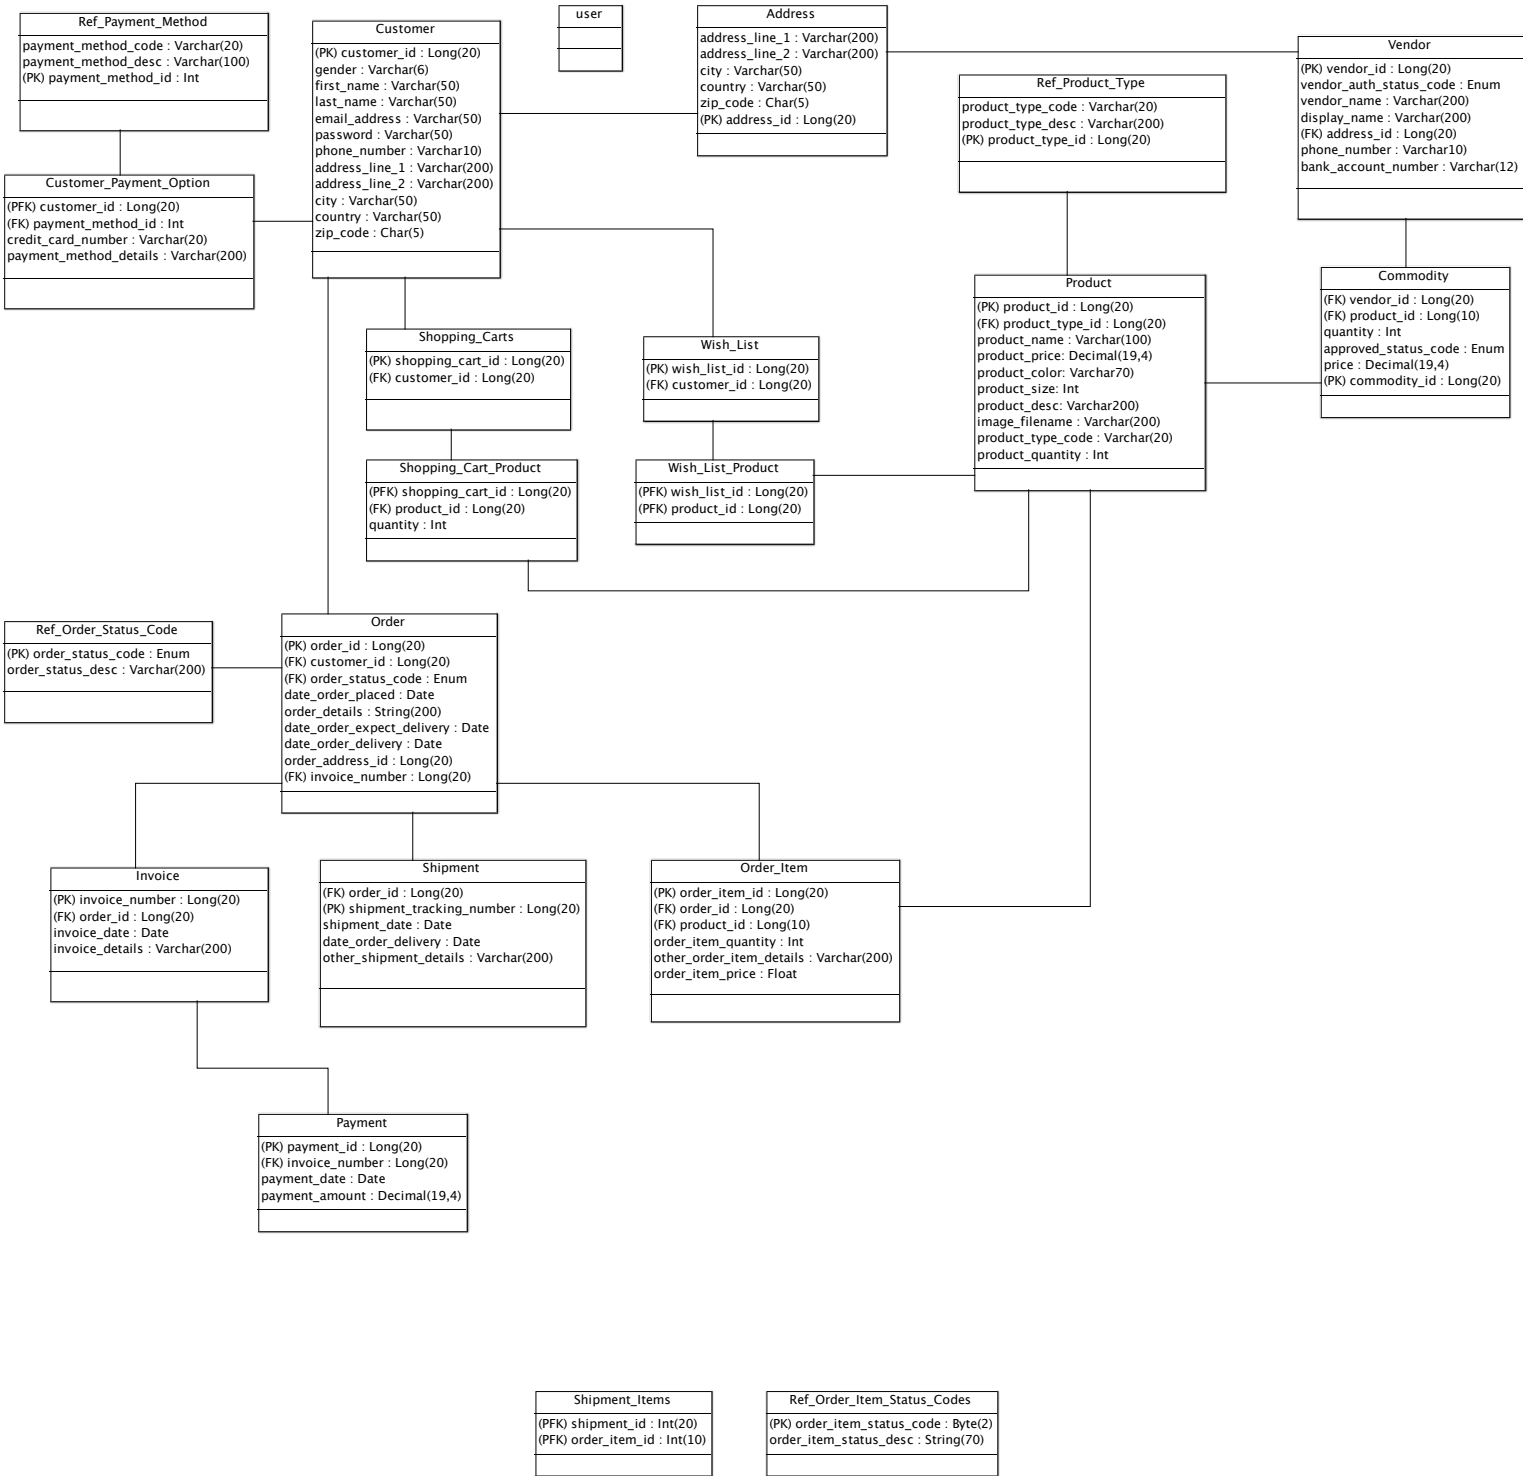 Ref_Payment_Method
payment_method_code : Varchar(20)
payment_method_desc : Varchar(100)
(PK) payment_method_id : Int
Customer
(PK) customer_id : Long(20)
gender : Varchar(6)
first_name : Varchar(50)
last_name : Varchar(50)
email_address : Varchar(50)
password : Varchar(50)
phone_number : Varchar10)
address_line_1 : Varchar(200)
address_line_2 : Varchar(200)
city : Varchar(50)
country : Varchar(50)
zip_code : Char(5)
user
Address
address_line_1 : Varchar(200)
address_line_2 : Varchar(200)
city : Varchar(50)
country : Varchar(50)
zip_code : Char(5)
(PK) address_id : Long(20)
Ref_Product_Type
product_type_code : Varchar(20)
product_type_desc : Varchar(200)
(PK) product_type_id : Long(20)
Vendor
(PK) vendor_id : Long(20)
vendor_auth_status_code : Enum
vendor_name : Varchar(200)
display_name : Varchar(200)
(FK) address_id : Long(20)
phone_number : Varchar10)
bank_account_number : Varchar(12)
Customer_Payment_Option
(PFK) customer_id : Long(20)
(FK) payment_method_id : Int
credit_card_number : Varchar(20)
payment_method_details : Varchar(200)
Shopping_Carts
(PK) shopping_cart_id : Long(20)
(FK) customer_id : Long(20)
Wish_List
(PK) wish_list_id : Long(20)
(FK) customer_id : Long(20)
Product
(PK) product_id : Long(20)
(FK) product_type_id : Long(20)
product_name : Varchar(100)
product_price: Decimal(19,4)
product_color: Varchar70)
product_size: Int
product_desc: Varchar200)
image_filename : Varchar(200)
product_type_code : Varchar(20)
product_quantity : Int
Commodity
(FK) vendor_id : Long(20)
(FK) product_id : Long(10)
quantity : Int
approved_status_code : Enum
price : Decimal(19,4)
(PK) commodity_id : Long(20)
Shopping_Cart_Product
(PFK) shopping_cart_id : Long(20)
(FK) product_id : Long(20)
quantity : Int
Wish_List_Product
(PFK) wish_list_id : Long(20)
(PFK) product_id : Long(20)
Ref_Order_Status_Code
(PK) order_status_code : Enum
order_status_desc : Varchar(200)
Order
(PK) order_id : Long(20)
(FK) customer_id : Long(20)
(FK) order_status_code : Enum
date_order_placed : Date
order_details : String(200)
date_order_expect_delivery : Date
date_order_delivery : Date
order_address_id : Long(20)
(FK) invoice_number : Long(20)
Invoice
(PK) invoice_number : Long(20)
(FK) order_id : Long(20)
invoice_date : Date
invoice_details : Varchar(200)
Shipment
(FK) order_id : Long(20)
(PK) shipment_tracking_number : Long(20)
shipment_date : Date
date_order_delivery : Date
other_shipment_details : Varchar(200)
Order_Item
(PK) order_item_id : Long(20)
(FK) order_id : Long(20)
(FK) product_id : Long(10)
order_item_quantity : Int
other_order_item_details : Varchar(200)
order_item_price : Float
Payment
(PK) payment_id : Long(20)
(FK) invoice_number : Long(20)
payment_date : Date
payment_amount : Decimal(19,4)
Shipment_Items
(PFK) shipment_id : Int(20)
(PFK) order_item_id : Int(10)
Ref_Order_Item_Status_Codes
(PK) order_item_status_code : Byte(2)
order_item_status_desc : String(70)